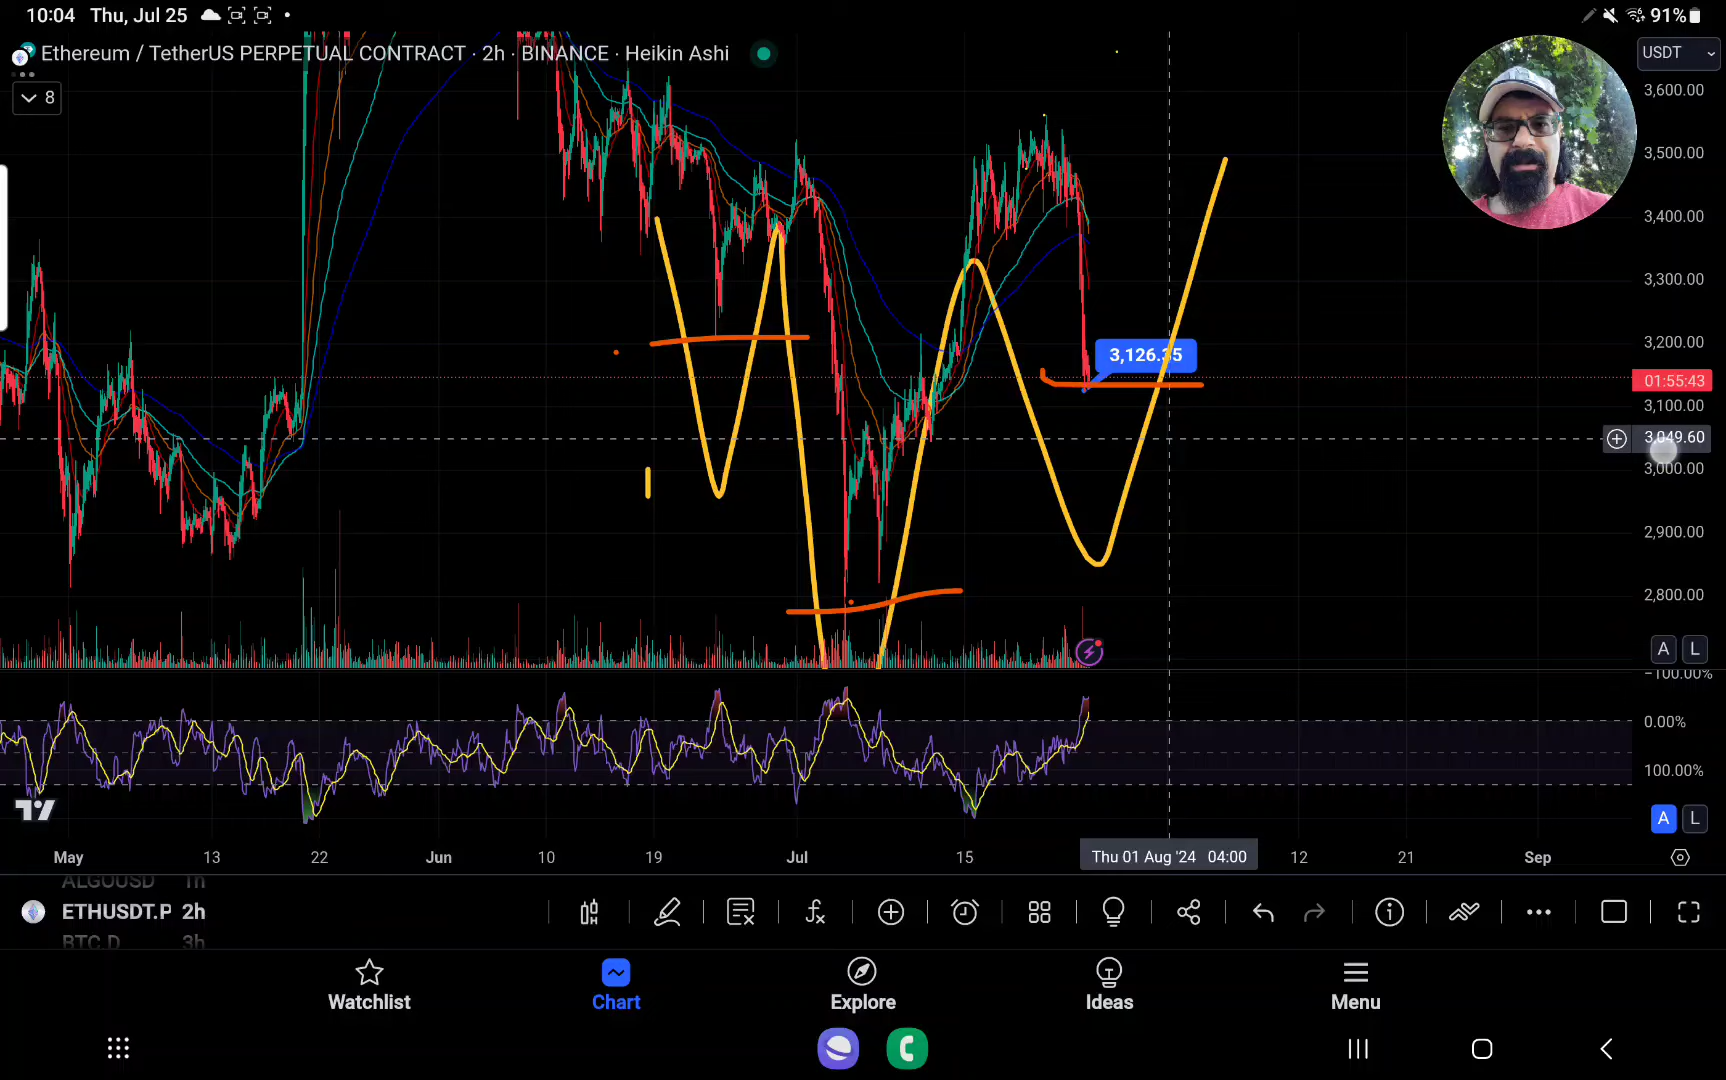 10:04 Thu, Jul 25
91%
Ethereum / TetherUS PERPETUAL CONTRACT · 2h · BINANCE · Heikin Ashi
USDT
8
3,600.00
3,500.00
3,400.00
3,300.00
3,200.00
3,126.35
01:55:43
3,100.00
3,049.60
3,000.00
2,900.00
2,800.00
A L
−100.00%
0.00%
100.00%
A L
May 13 22 Jun 10 19 Jul 15 Thu 01 Aug '24 04:00 12 21 Sep
ALGOUSD 1h
ETHUSDT.P 2h
BTC.D 3h
Watchlist
Chart
Explore
Ideas
Menu